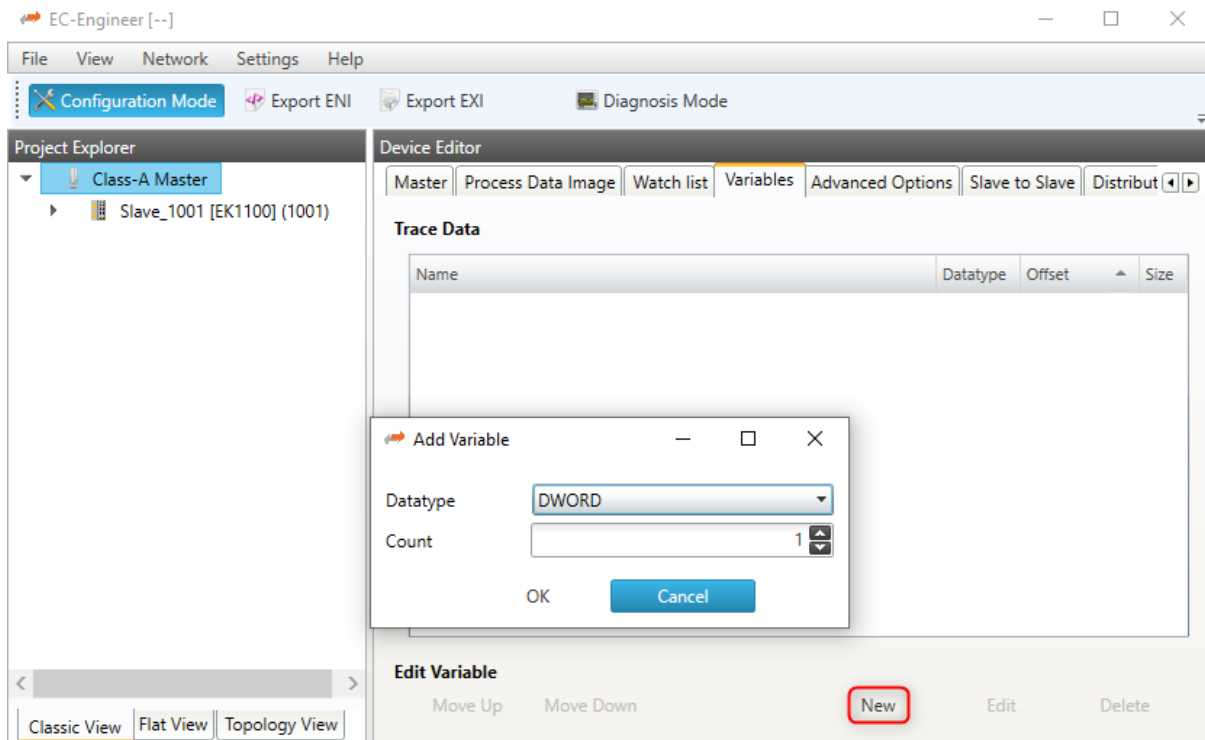 EC-Engineer [--]
File View Network Settings Help
Configuration Mode Export ENI Export EXI Diagnosis Mode
Project Explorer
Class-A Master
Slave_1001 [EK1100] (1001)
Classic View Flat View Topology View
Device Editor
Master Process Data Image Watch list Variables Advanced Options Slave to Slave Distribut
Trace Data
Name Datatype Offset Size
Add Variable
Datatype DWORD
Count 1
OK Cancel
Edit Variable
Move Up Move Down New Edit Delete